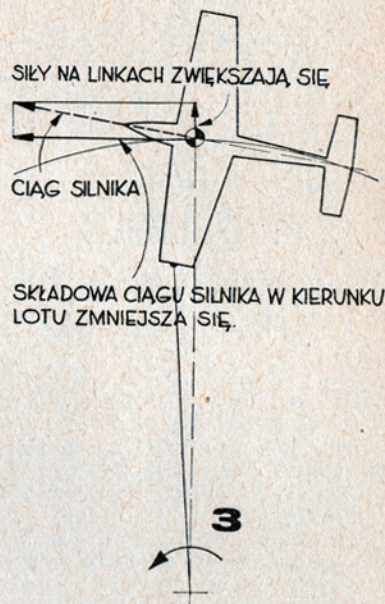 SIŁY NA LINKACH ZWIĘKSZAJĄ SIĘ
CIĄG SILNIKA
SKŁADOWA CIĄGU SILNIKA W KIERUNKU
LOTU ZMNIEJSZA SIĘ.
3